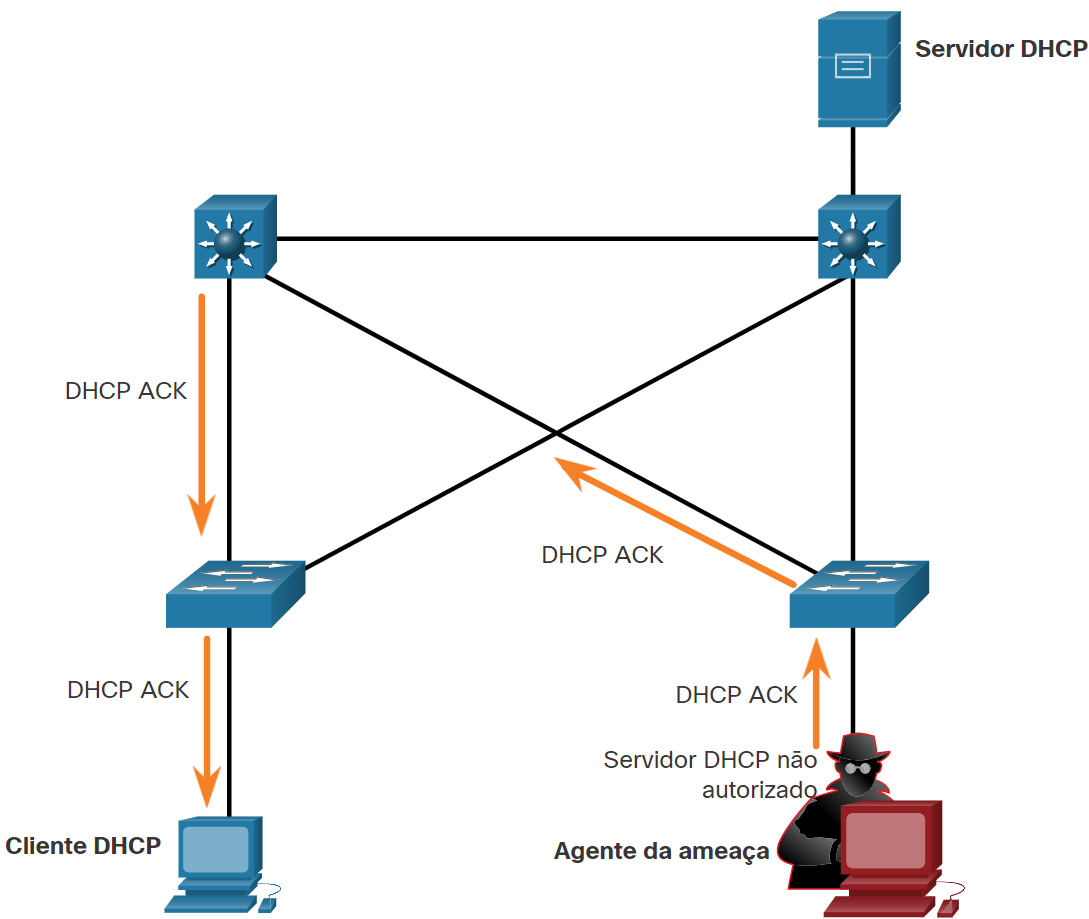 Servidor DHCP
DHCP ACK
DHCP ACK
DHCP ACK
DHCP ACK
Servidor DHCP não
autorizado
Cliente DHCP
Agente da ameaça